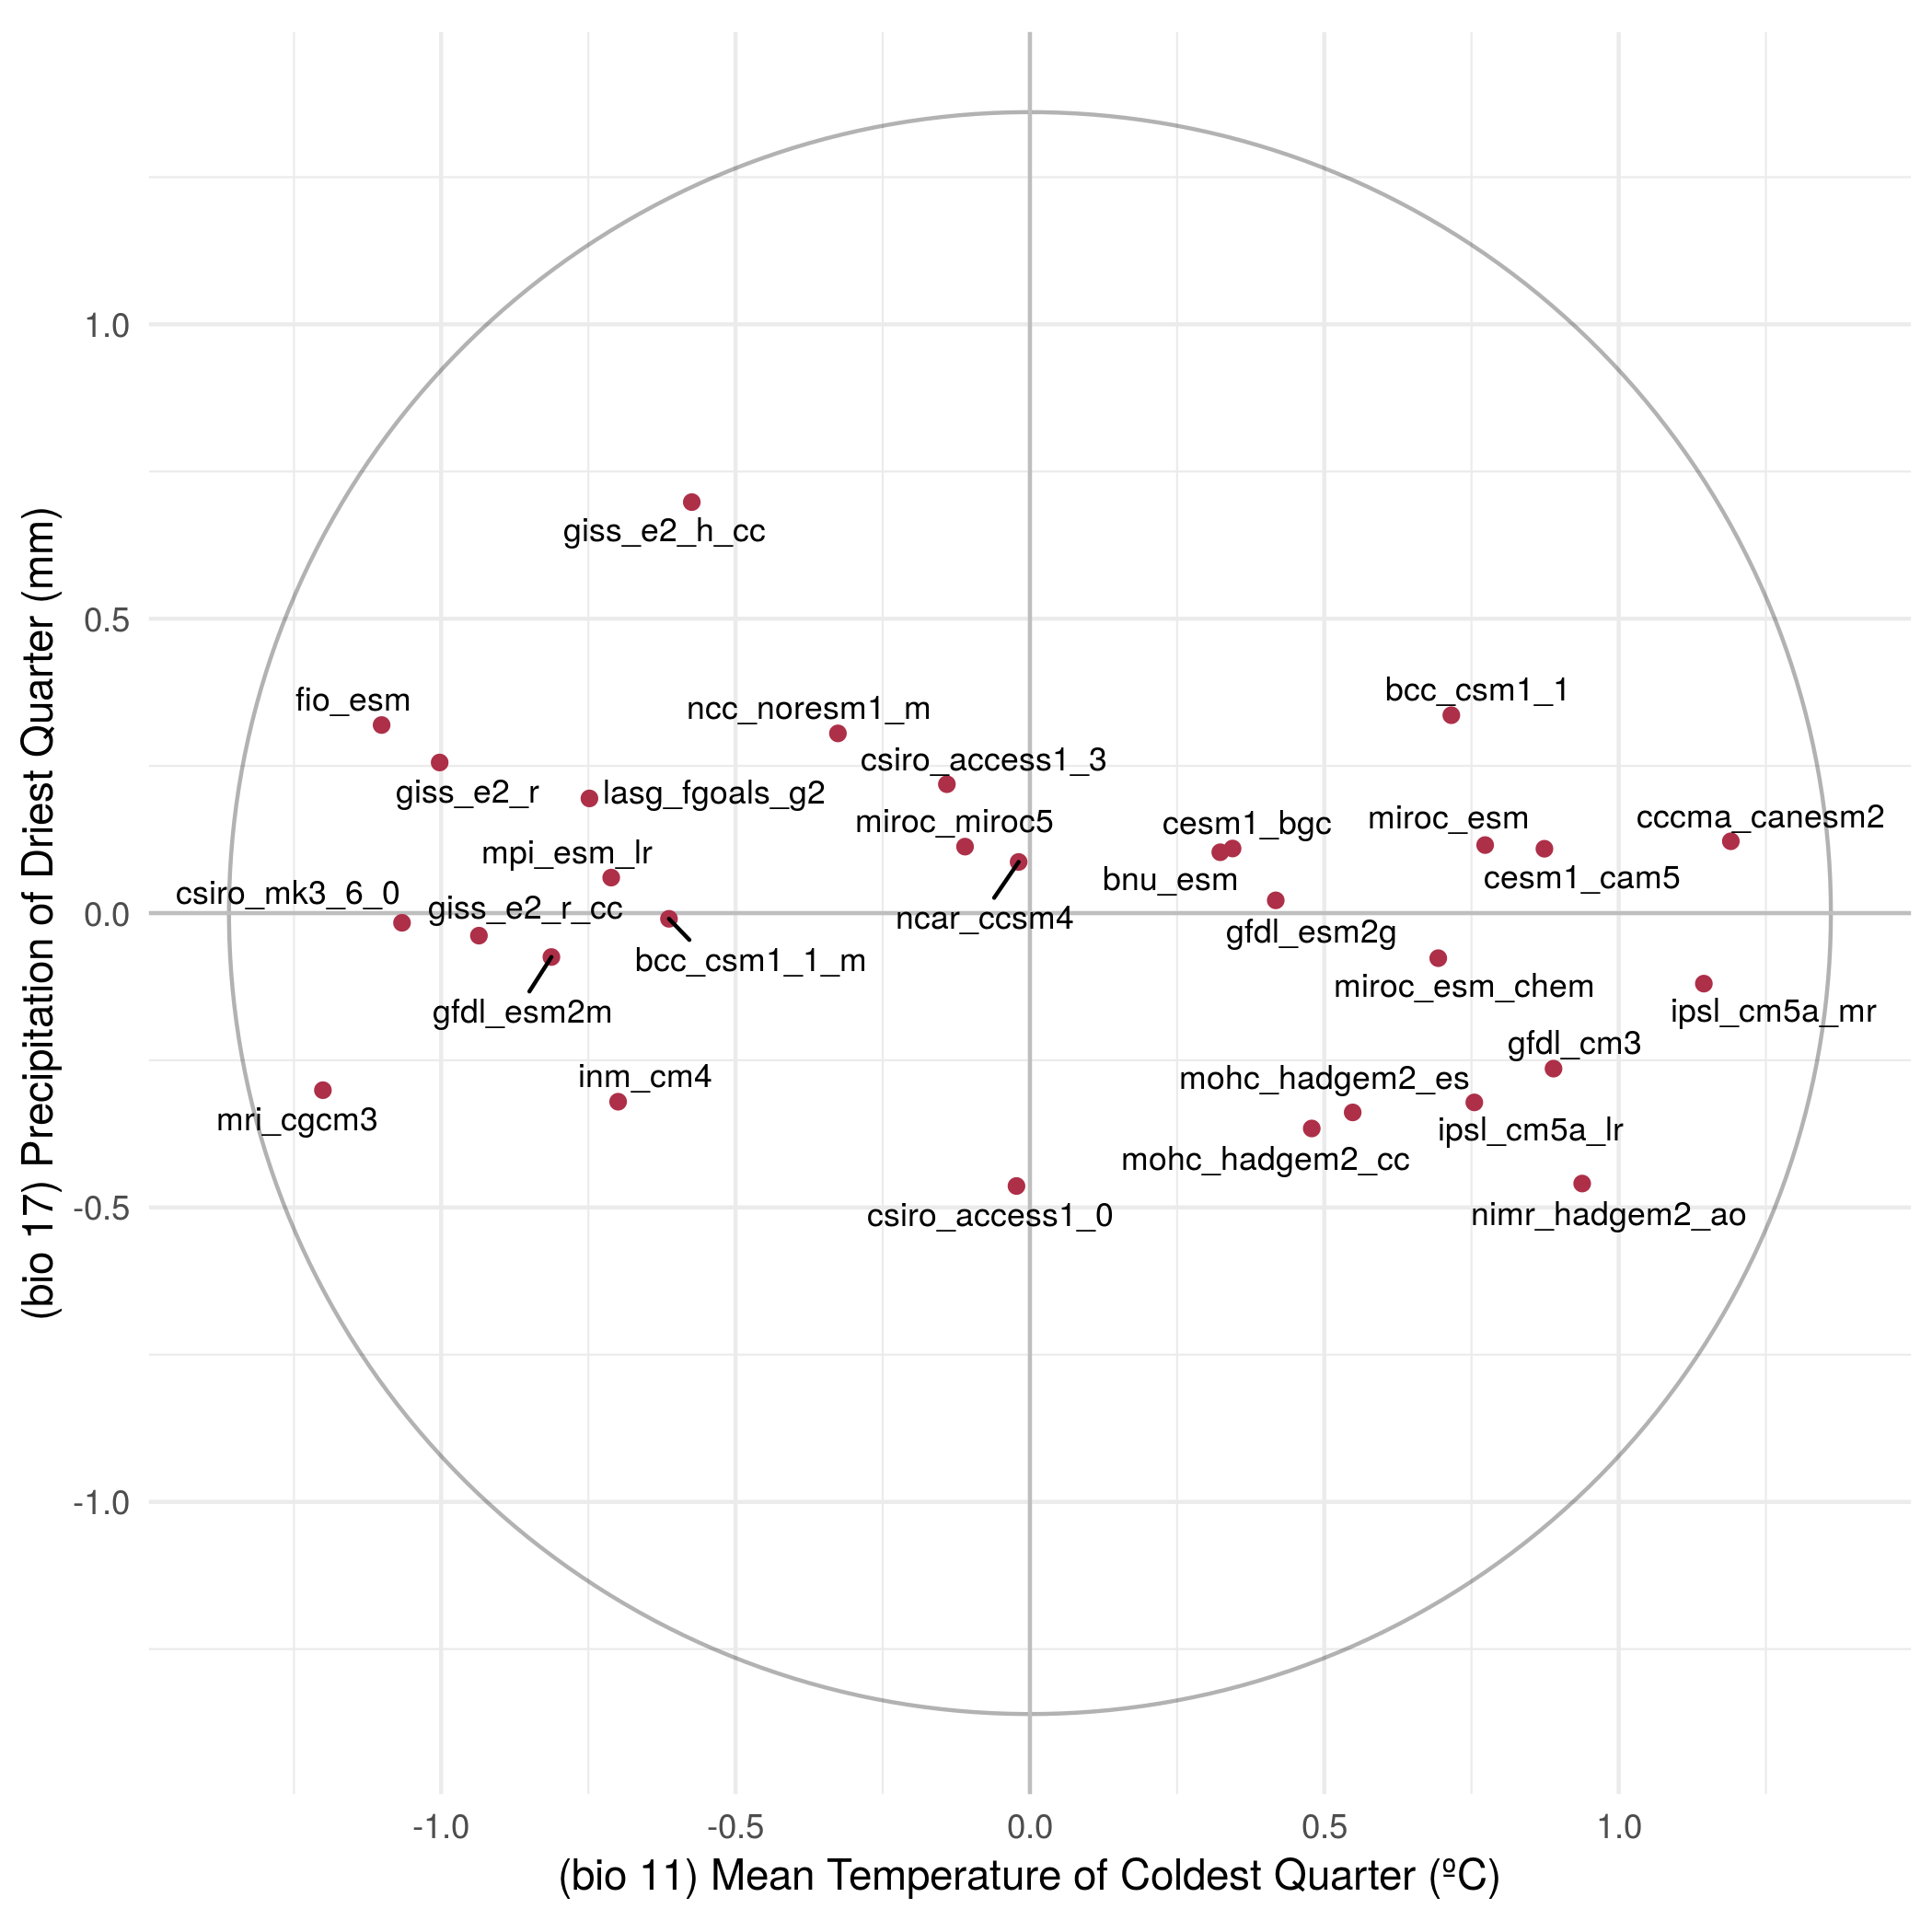 1.0
giss_e2_h_cc
0.5
bcc_csm1_1
fio_esm
ncc_noresm1_m
csiro_access1_3
giss_e2_r
lasg_fgoals_g2
miroc_esm
cccma_canesm2
miroc_miroc5
cesm1_bgc
mpi_esm_lr
bnu_esm
cesm1_cam5
csiro_mk3_6_0
giss_e2_r_cc
0.0
ncar_ccsm4
gfdl_esm2g
bcc_csm1_1_m
miroc_esm_chem
gfdl_esm2m
ipsl_cm5a_mr
gfdl_cm3
inm_cm4
mohc_hadgem2_es
mri_cgcm3
ipsl_cm5a_lr
mohc_hadgem2_cc
-0.5
csiro_access1_0
nimr_hadgem2_ao
-1.0
(bio 17) Precipitation of Driest Quarter (mm)
-1.0 -0.5 0.0 0.5 1.0
(bio 11) Mean Temperature of Coldest Quarter (ºC)